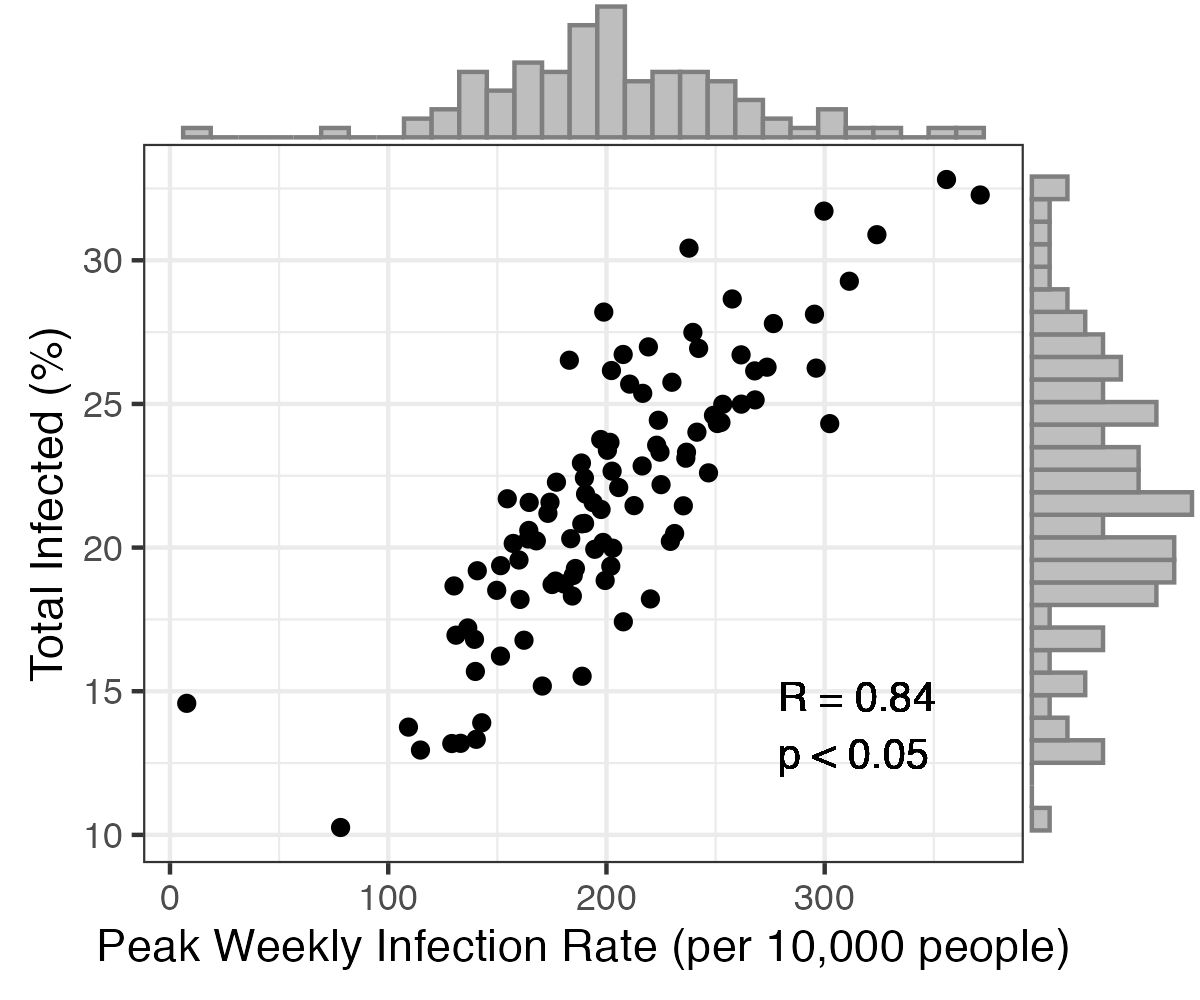 Total Infected (%)
30
25
20
15
10
R = 0.84
p < 0.05
0 100 200 300
Peak Weekly Infection Rate (per 10,000 people)